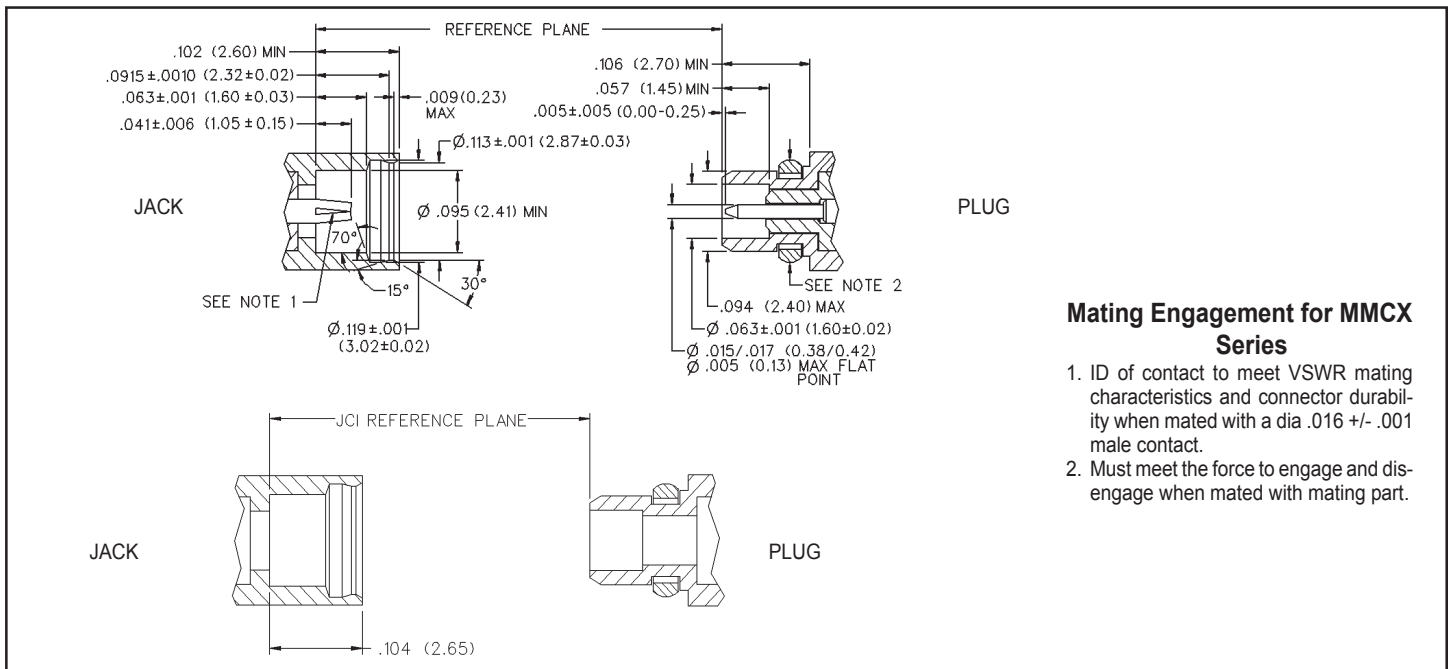 REFERENCE PLANE
.102 (2.60) MIN
.0915±.0010 (2.32±0.02)
.063±.001 (1.60±0.03)
.041±.006 (1.05±0.15)
.009(0.23)
MAX
Ø.113±.001 (2.87±0.03)
.106 (2.70) MIN
.057 (1.45) MIN
.005±.005 (0.00-0.25)
JACK
Ø .095 (2.41) MIN
70°
15°
30°
SEE NOTE 1
Ø.119±.001
(3.02±0.02)
PLUG
SEE NOTE 2
.094 (2.40) MAX
Ø .063±.001 (1.60±0.02)
Ø .015/.017 (0.38/0.42)
Ø .005 (0.13) MAX FLAT
POINT
Mating Engagement for MMCX
Series
1. ID of contact to meet VSWR mating
characteristics and connector durabil-
ity when mated with a dia .016 +/- .001
male contact.
2. Must meet the force to engage and dis-
engage when mated with mating part.
JCI REFERENCE PLANE
JACK
PLUG
.104 (2.65)